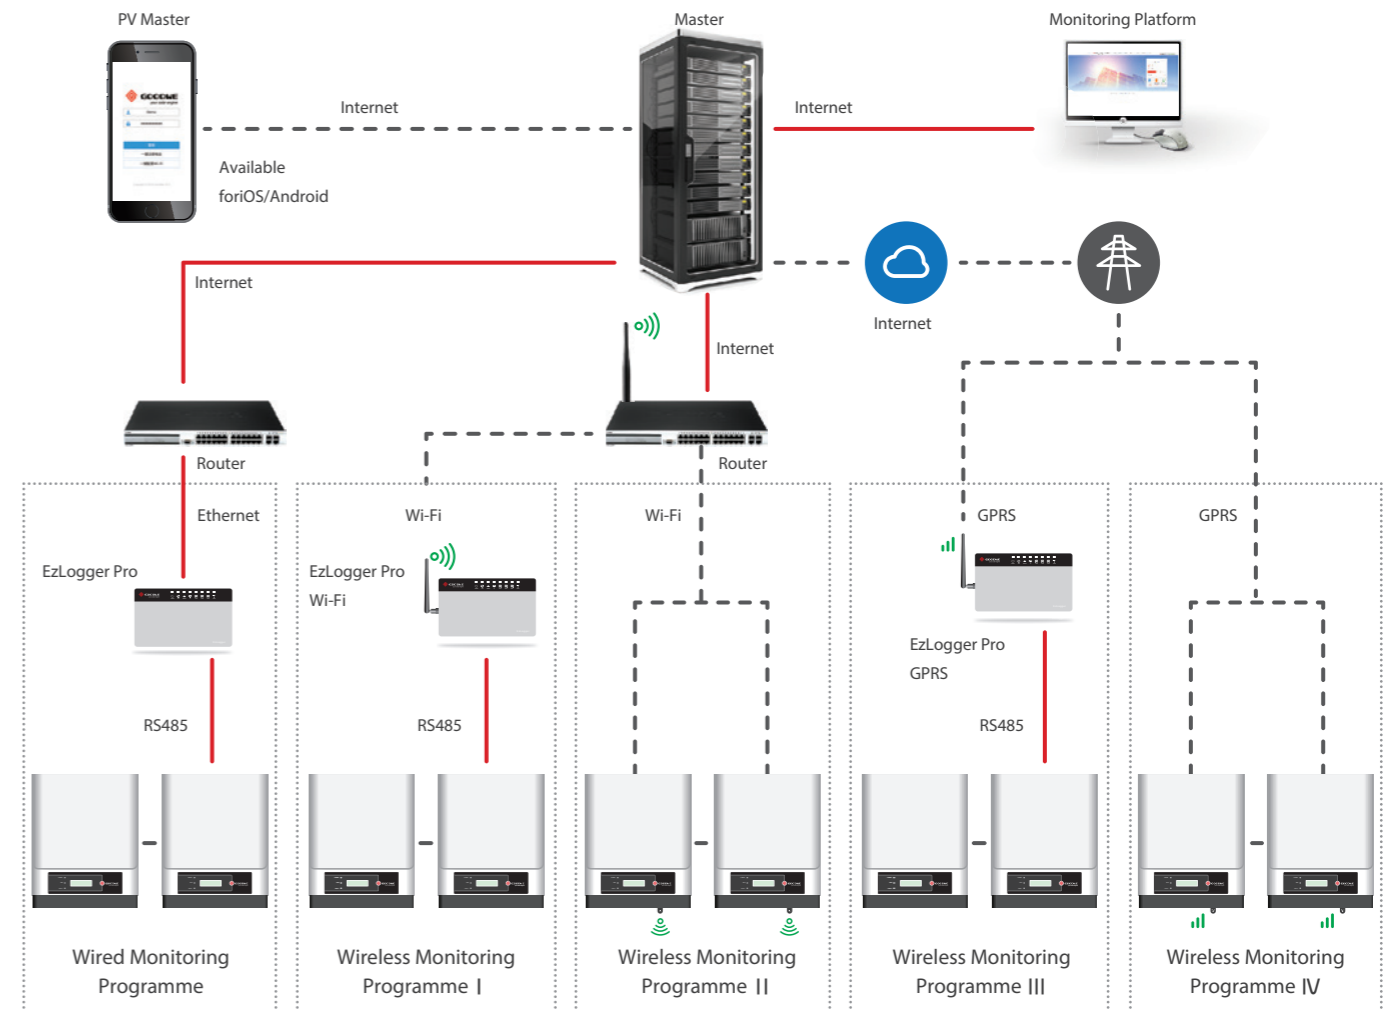 PV Master
Master
Monitoring Platform
GOODWE
Internet
Internet
Available
foriOS/Android
Internet
Internet
Internet
Router
Router
Ethernet
Wi-Fi
Wi-Fi
GPRS
GPRS
EzLogger Pro
EzLogger Pro
Wi-Fi
EzLogger Pro
GPRS
RS485
RS485
RS485
Wired Monitoring
Programme
Wireless Monitoring
Programme I
Wireless Monitoring
Programme II
Wireless Monitoring
Programme III
Wireless Monitoring
Programme IV